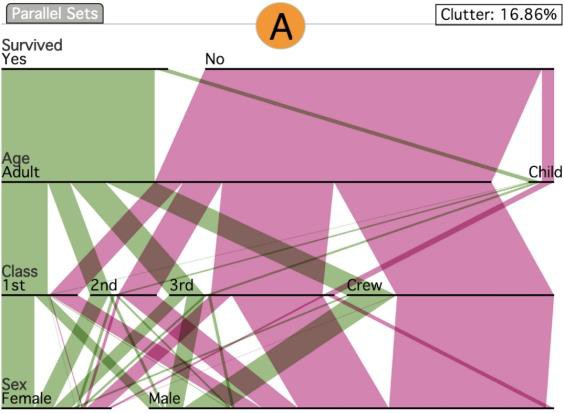 Parallel Sets
A
Clutter: 16.86%
Survived
Yes No
Age
Adult Child
Class
1st 2nd 3rd Crew
Sex
Female Male